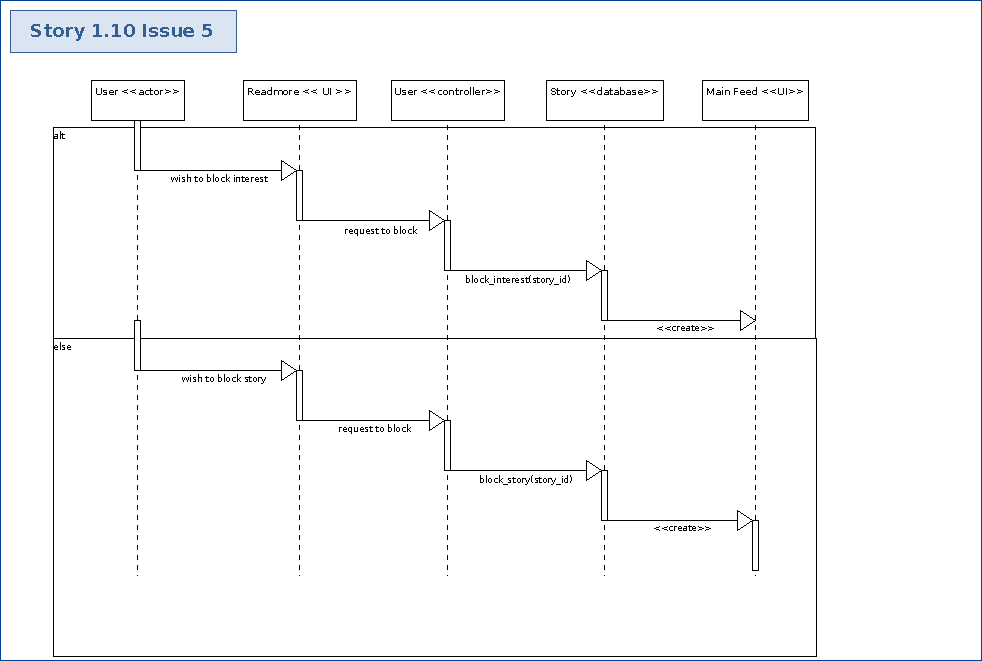 Story 1.10 Issue 5
User <<actor>>
Readmore << UI >>
User <<controller>>
Story <<database>>
Main Feed <<UI>>
alt
wish to block interest
request to block
block_interest(story_id)
<<create>>
else
wish to block story
request to block
block_story(story_id)
<<create>>